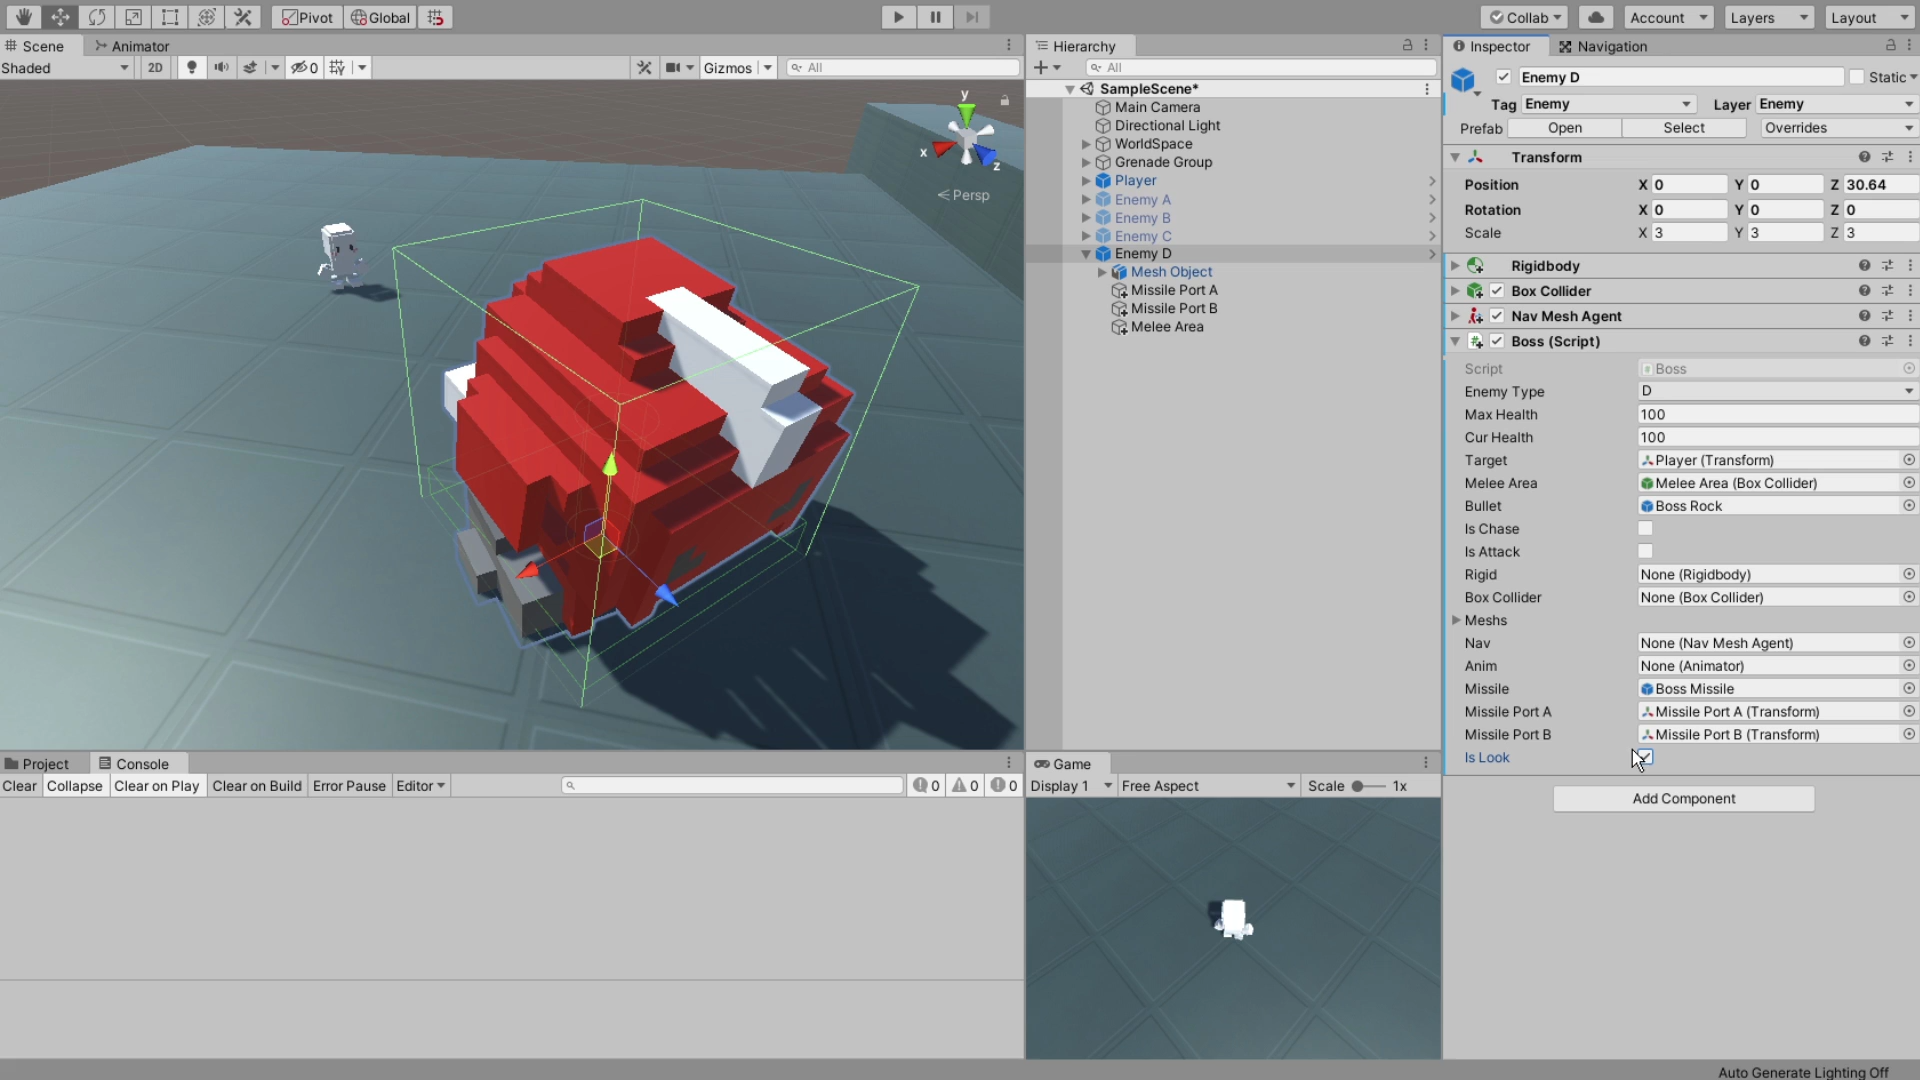 Pivot Global Collab Account Layers Layout
Scene Animator
Shaded 2D 0 Gizmos All
y
x
z
Persp
Hierarchy
All
SampleScene*
Main Camera
Directional Light
WorldSpace
Grenade Group
Player
Enemy A
Enemy B
Enemy C
Enemy D
Mesh Object
Missile Port A
Missile Port B
Melee Area
Inspector Navigation
Enemy D Static
Tag Enemy Layer Enemy
Prefab Open Select Overrides
Transform
Position X 0 Y 0 Z 30.64
Rotation X 0 Y 0 Z 0
Scale X 3 Y 3 Z 3
Rigidbody
Box Collider
Nav Mesh Agent
Boss (Script)
Script Boss
Enemy Type D
Max Health 100
Cur Health 100
Target Player (Transform)
Melee Area Melee Area (Box Collider)
Bullet Boss Rock
Is Chase
Is Attack
Rigid None (Rigidbody)
Box Collider None (Box Collider)
Meshs
Nav None (Nav Mesh Agent)
Anim None (Animator)
Missile Boss Missile
Missile Port A Missile Port A (Transform)
Missile Port B Missile Port B (Transform)
Is Look
Add Component
Project Console
Clear Collapse Clear on Play Clear on Build Error Pause Editor 0 0 0
Game
Display 1 Free Aspect Scale 1x
Auto Generate Lighting Off